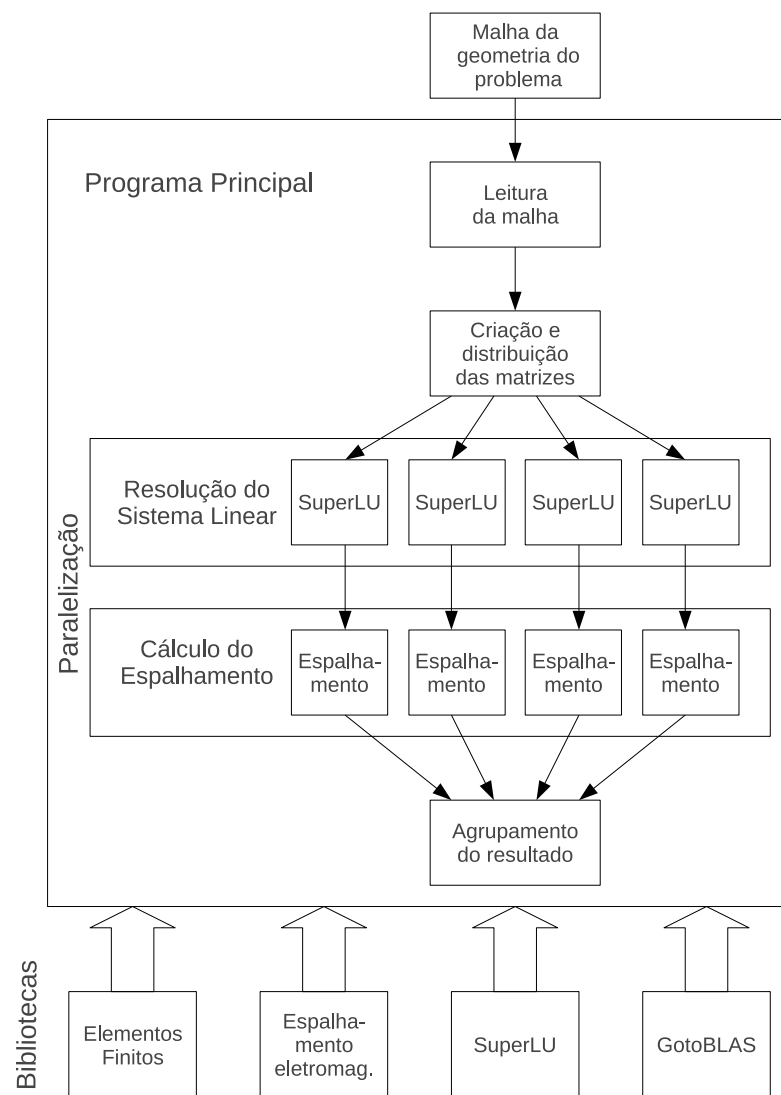 Malha da
geometria do
problema
Programa Principal
Leitura
da malha
Criação e
distribuição
das matrizes
Paralelização
Resolução do
Sistema Linear
SuperLU
SuperLU
SuperLU
SuperLU
Cálculo do
Espalhamento
Espalha-
mento
Espalha-
mento
Espalha-
mento
Espalha-
mento
Agrupamento
do resultado
Bibliotecas
Elementos
Finitos
Espalha-
mento
eletromag.
SuperLU
GotoBLAS